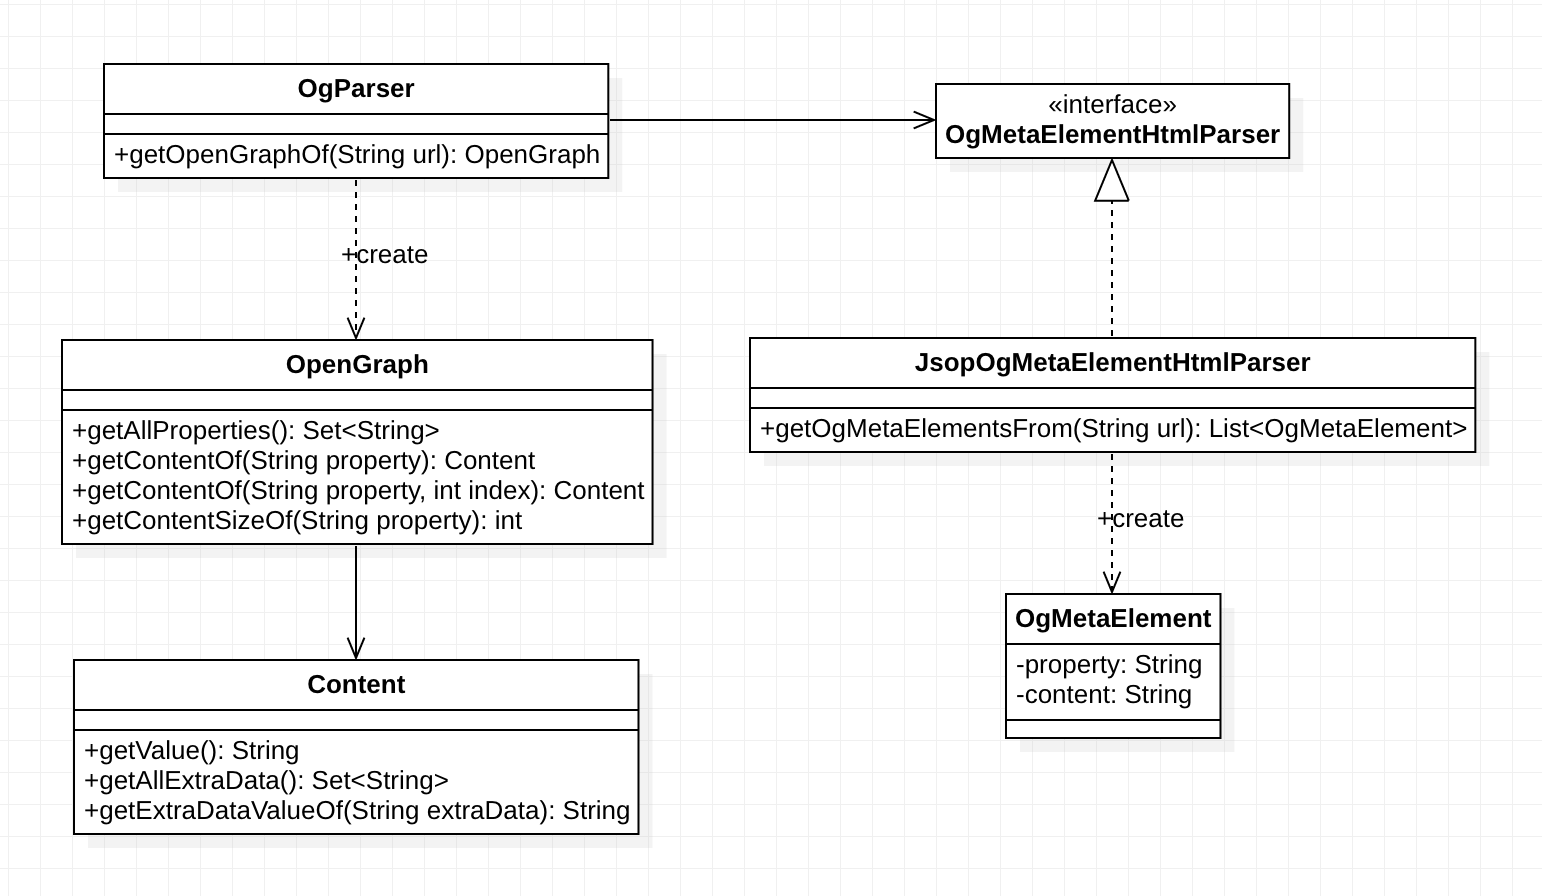 OgParser
+getOpenGraphOf(String url): OpenGraph
«interface»
OgMetaElementHtmlParser
+create
OpenGraph
+getAllProperties(): Set<String>
+getContentOf(String property): Content
+getContentOf(String property, int index): Content
+getContentSizeOf(String property): int
JsopOgMetaElementHtmlParser
+getOgMetaElementsFrom(String url): List<OgMetaElement>
+create
Content
+getValue(): String
+getAllExtraData(): Set<String>
+getExtraDataValueOf(String extraData): String
OgMetaElement
-property: String
-content: String